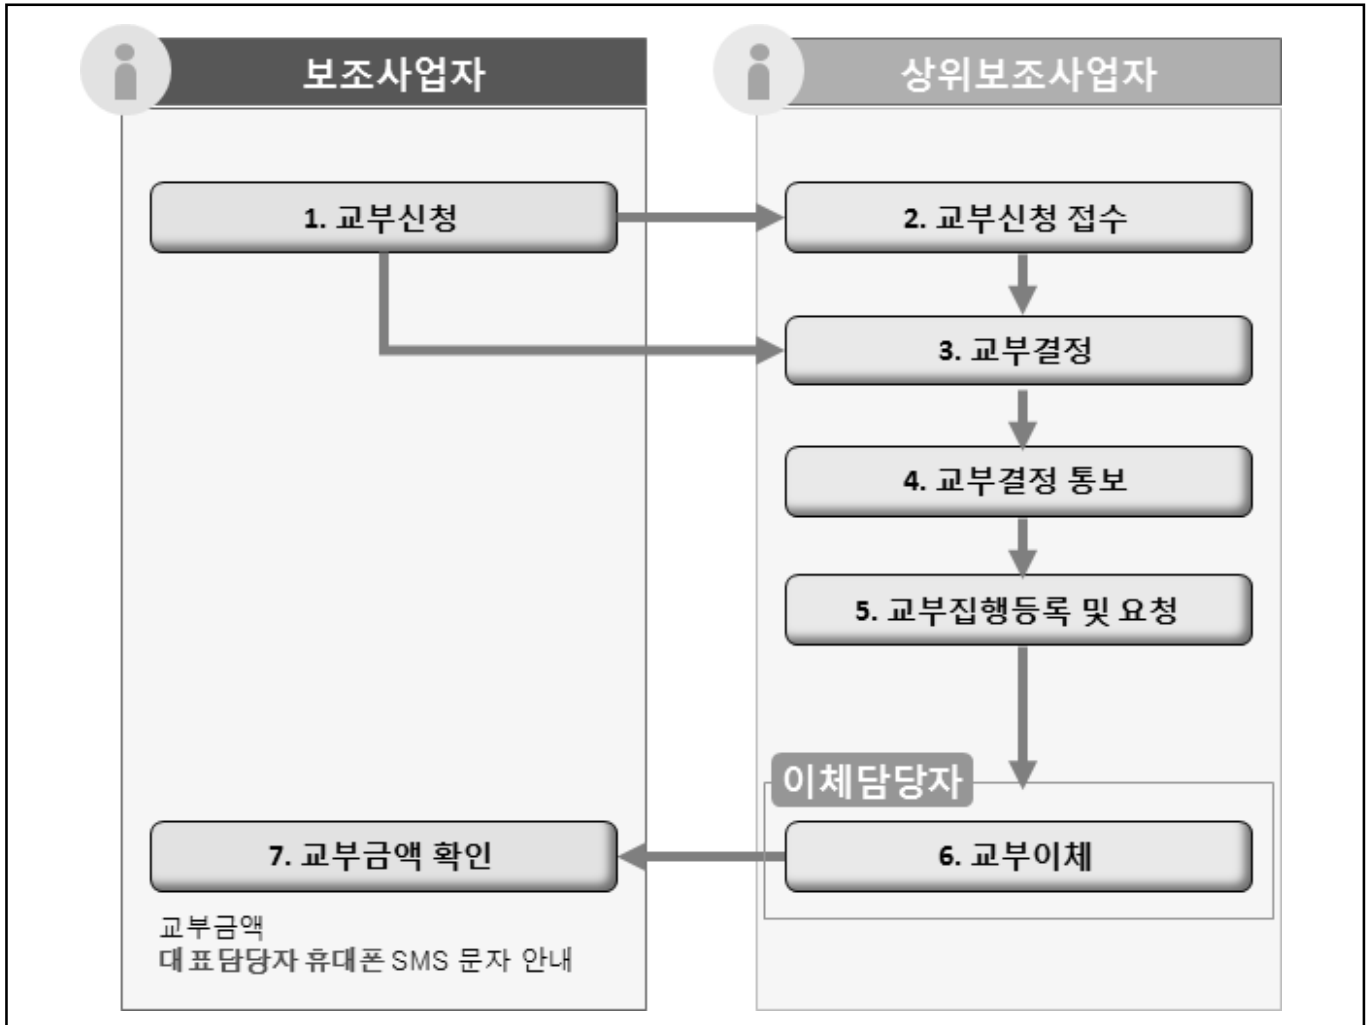 보조사업자
상위보조사업자
1. 교부신청
2. 교부신청 접수
3. 교부결정
4. 교부결정 통보
5. 교부집행등록 및 요청
이체담당자
6. 교부이체
7. 교부금액 확인
교부금액
대표담당자 휴대폰 SMS 문자 안내